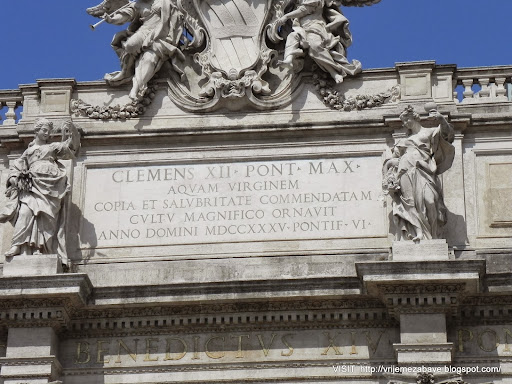 CLEMENS XII · PONT · MAX ·
AQVAM VIRGINEM
COPIA ET SALVBRITATE COMMENDATAM
CVLTV MAGNIFICO ORNAVIT
ANNO DOMINI MDCCXXXV · PONTIF · VI ·
BENEDICTVS XIV PON
VISIT http://vrijemezabave.blogspot.com